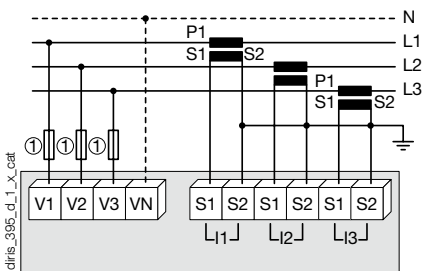 N
P1
L1
S1 S2
L2
P1
L3
S1 S2
① ① ①
V1 V2 V3 VN S1 S2 S1 S2 S1 S2
I1 I2 I3
diris_395_d_1_x_cat